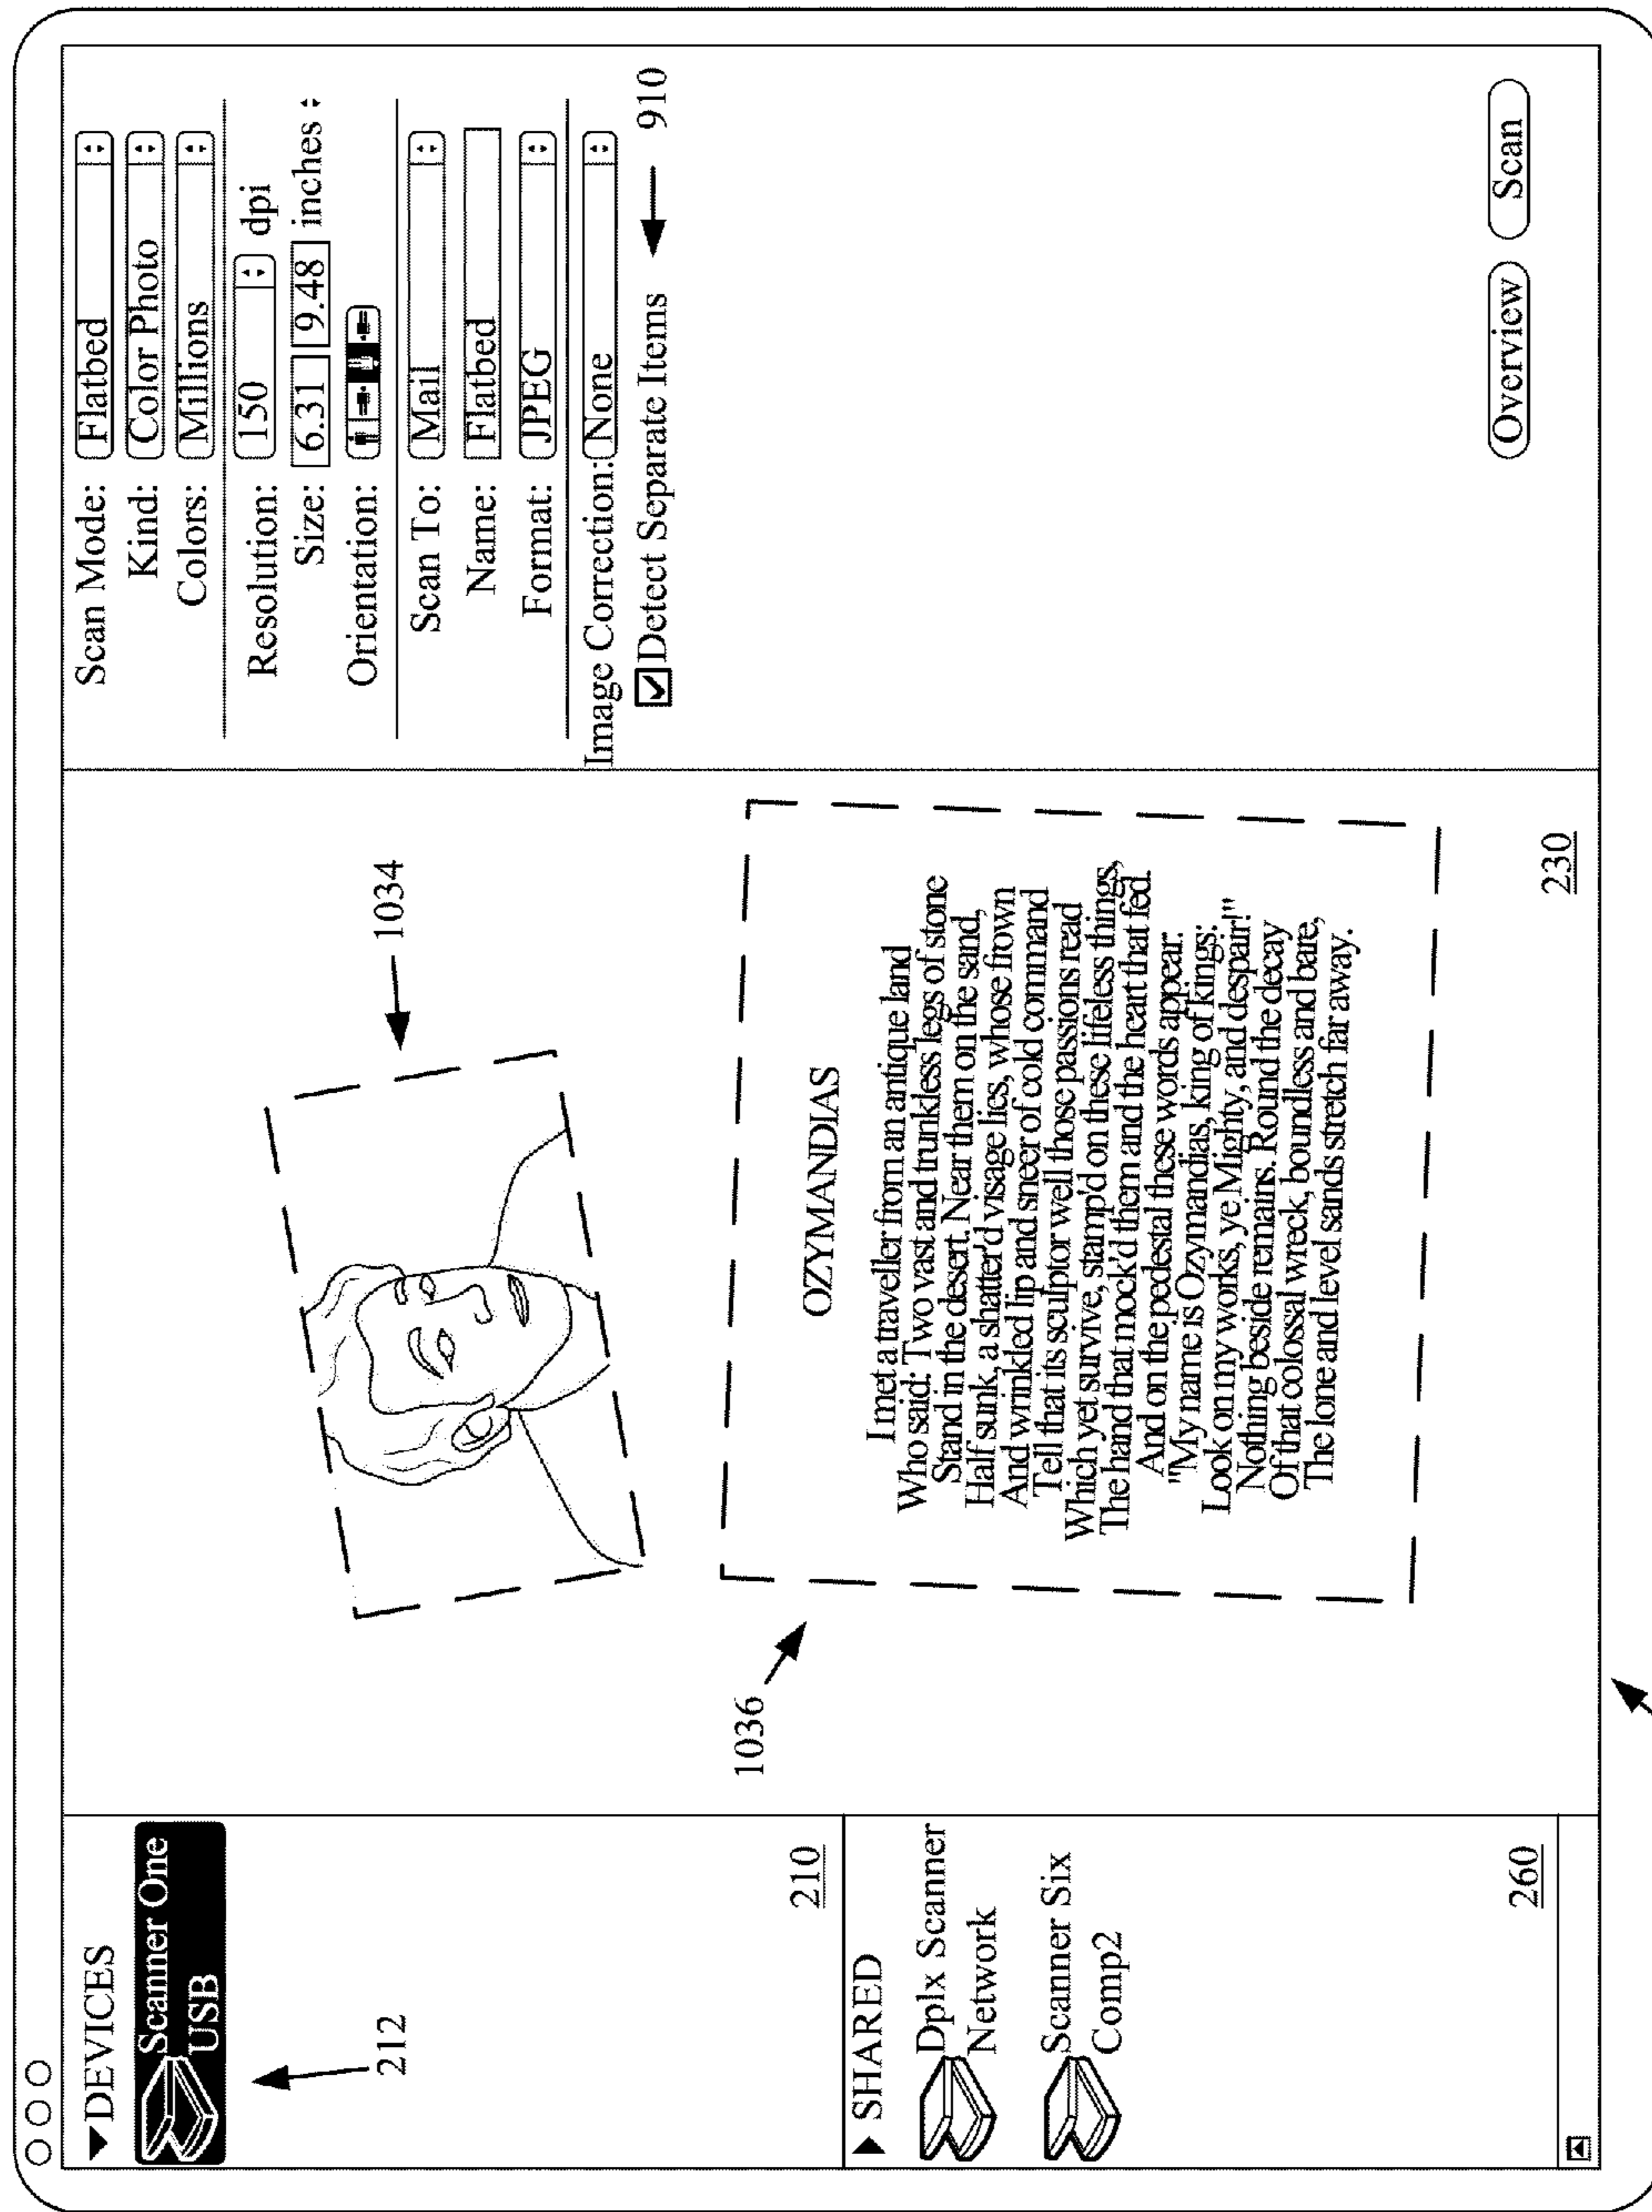 DEVICES
Scanner One
USB
212
210
SHARED
Dplx Scanner
Network
Scanner Six
Comp2
260
1034
1036
OZYMANDIAS
I met a traveller from an antique land
Who said: Two vast and trunkless legs of stone
Stand in the desert. Near them on the sand,
Half sunk, a shatter'd visage lies, whose frown
And wrinkled lip and sneer of cold command
Tell that its sculptor well those passions read
Which yet survive, stamp'd on these lifeless things,
The hand that mock'd them and the heart that fed.
And on the pedestal these words appear:
"My name is Ozymandias, king of kings:
Look on my works, ye Mighty, and despair!"
Nothing beside remains. Round the decay
Of that colossal wreck, boundless and bare,
The lone and level sands stretch far away.
230
Scan Mode: Flatbed
Kind: Color Photo
Colors: Millions
Resolution: 150 dpi
Size: 6.31 9.48 inches
Orientation:
Scan To: Mail
Name: Flatbed
Format: JPEG
Image Correction: None
Detect Separate Items 910
Overview Scan